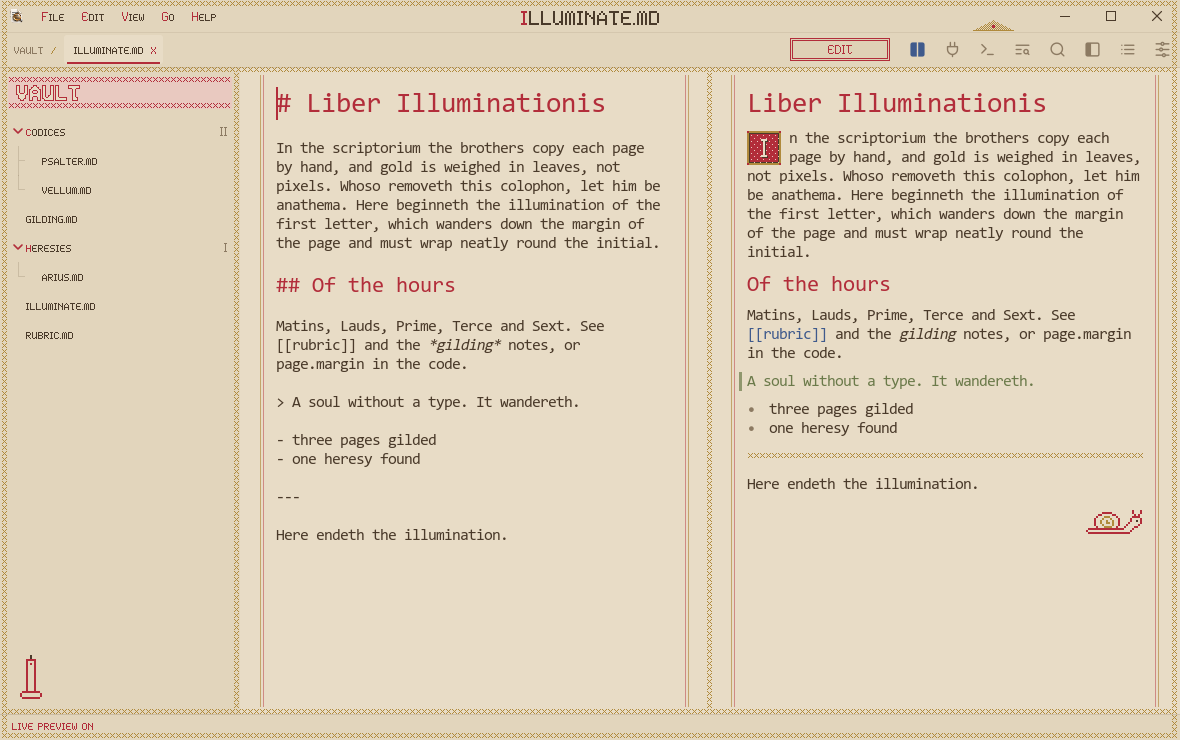 FILE EDIT VIEW GO HELP
ILLUMINATE.MD
VAULT / ILLUMINATE.MD X
EDIT
VAULT
CODICES II
PSALTER.MD
VELLUM.MD
GILDING.MD
HERESIES I
ARIUS.MD
ILLUMINATE.MD
RUBRIC.MD
# Liber Illuminationis
In the scriptorium the brothers copy each page
by hand, and gold is weighed in leaves, not
pixels. Whoso removeth this colophon, let him be
anathema. Here beginneth the illumination of the
first letter, which wanders down the margin of
the page and must wrap neatly round the initial.
## Of the hours
Matins, Lauds, Prime, Terce and Sext. See
[[rubric]] and the *gilding* notes, or
page.margin in the code.
> A soul without a type. It wandereth.
- three pages gilded
- one heresy found
---
Here endeth the illumination.
Liber Illuminationis
In the scriptorium the brothers copy each
page by hand, and gold is weighed in leaves,
not pixels. Whoso removeth this colophon, let him
be anathema. Here beginneth the illumination of
the first letter, which wanders down the margin
of the page and must wrap neatly round the
initial.
Of the hours
Matins, Lauds, Prime, Terce and Sext. See
[[rubric]] and the gilding notes, or page.margin
in the code.
A soul without a type. It wandereth.
• three pages gilded
• one heresy found
Here endeth the illumination.
LIVE PREVIEW ON